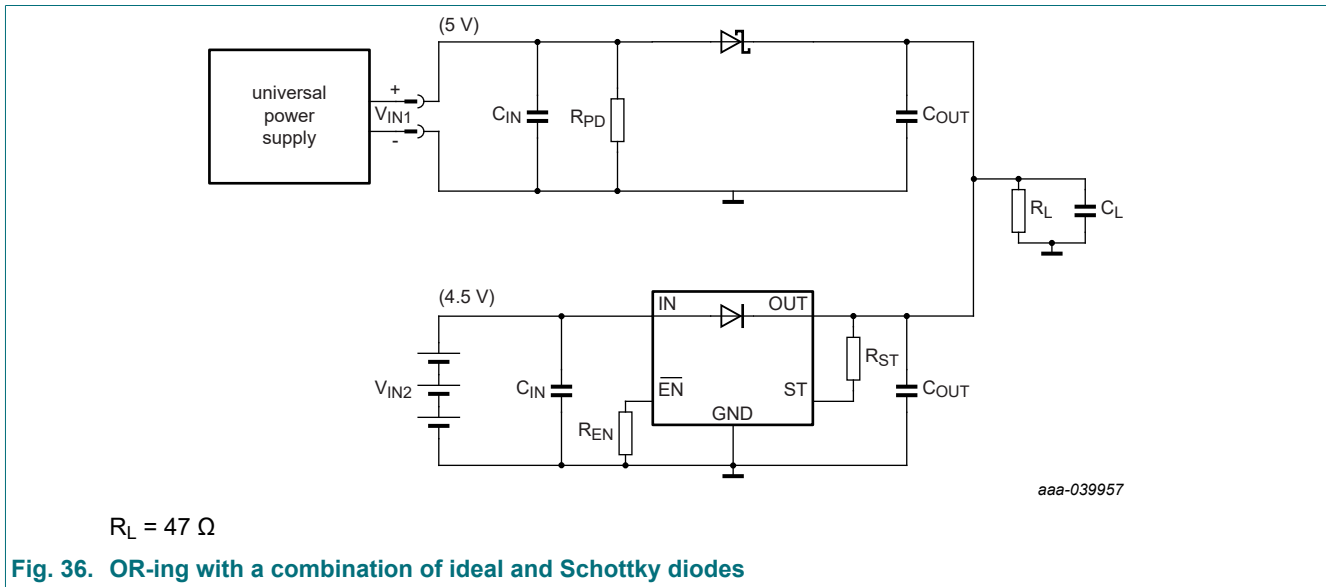 (5 V)
universal
power
supply
+
VIN1
-
CIN
RPD
COUT
RL
CL
(4.5 V)
IN
OUT
VIN2
CIN
EN
REN
GND
ST
RST
COUT
aaa-039957
RL = 47 Ω
Fig. 36. OR-ing with a combination of ideal and Schottky diodes